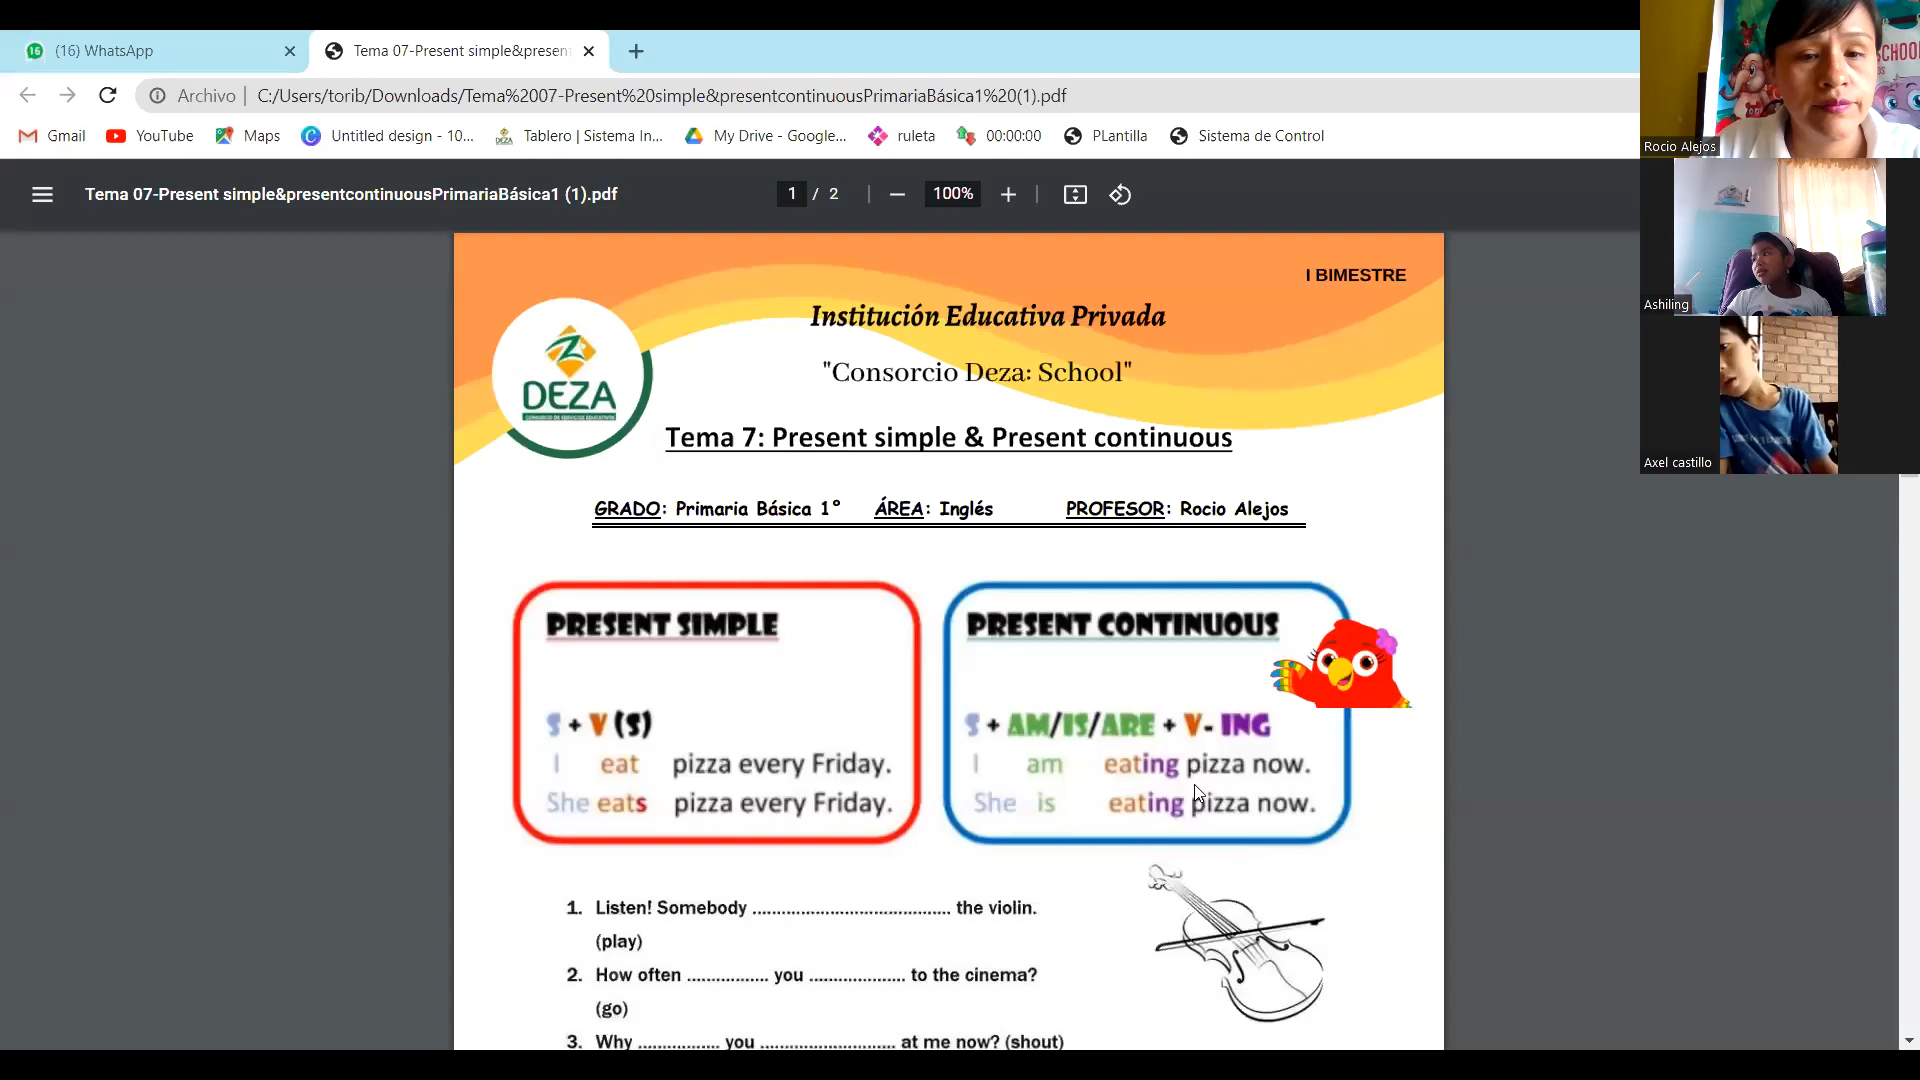 (16) WhatsApp
Tema 07-Present simple&presen
Archivo
C:/Users/torib/Downloads/Tema%2007-Present%20simple&presentcontinuousPrimariaBásica1%20(1).pdf
Gmail
YouTube
Maps
Untitled design - 10...
Tablero | Sistema In...
My Drive - Google...
ruleta
00:00:00
PLantilla
Sistema de Control
Tema 07-Present simple&presentcontinuousPrimariaBásica1 (1).pdf
1 / 2
100%
I BIMESTRE
Institución Educativa Privada
"Consorcio Deza: School"
DEZA
CONSORCIO DE SERVICIOS EDUCATIVOS
Tema 7: Present simple & Present continuous
GRADO: Primaria Básica 1° ÁREA: Inglés PROFESOR: Rocio Alejos
PRESENT SIMPLE
S + V (S)
I eat pizza every Friday.
She eats pizza every Friday.
PRESENT CONTINUOUS
S + AM/IS/ARE + V- ING
I am eating pizza now.
She is eating pizza now.
1. Listen! Somebody ........................................ the violin.
(play)
2. How often ................. you .................... to the cinema?
(go)
3. Why ................. you ............................ at me now? (shout)
SCHOOL
Rocio Alejos
Ashiling
Axel castillo